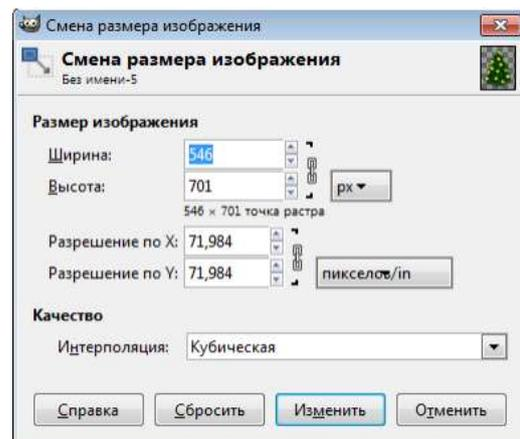 Смена размера изображения
Смена размера изображения
Без имени-5
Размер изображения
Ширина: 546
Высота: 701 px
546 × 701 точка растра
Разрешение по X: 71,984
Разрешение по Y: 71,984 пикселов/in
Качество
Интерполяция: Кубическая
Справка Сбросить Изменить Отменить